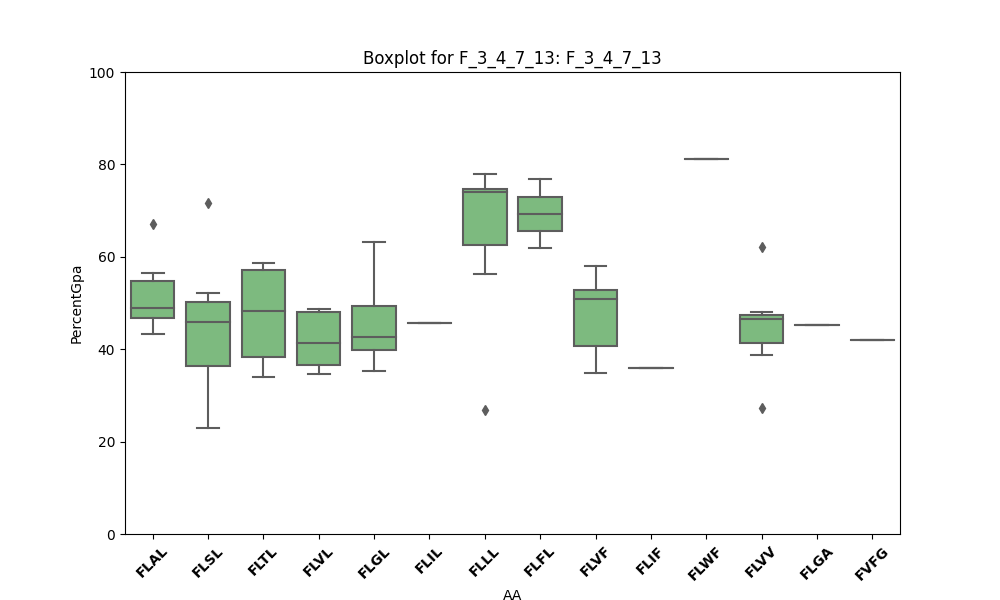 Boxplot for F_3_4_7_13: F_3_4_7_13
100
80
60
40
20
0
PercentGpa
FLAL FLSL FLTL FLVL FLGL FLIL FLLL FLFL FLVF FLIF FLWF FLVV FLGA FVFG
AA